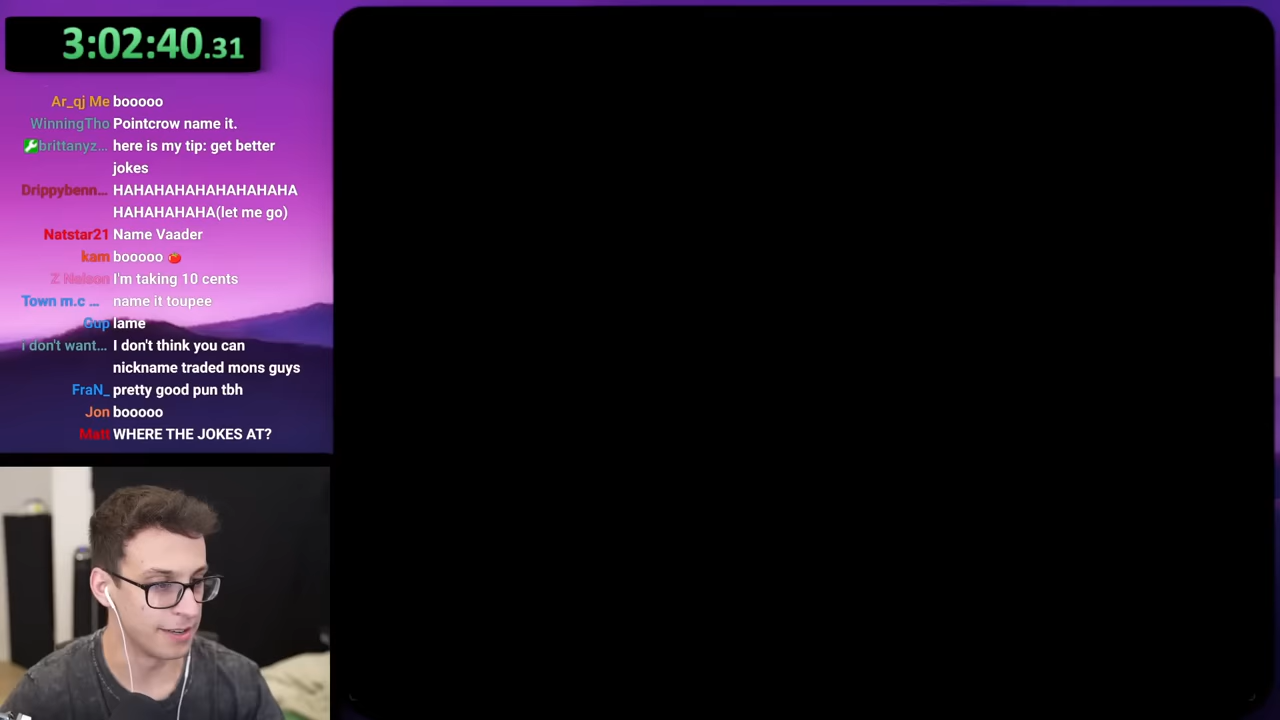 3:02:40.31
Ar_qj Me booooo
WinningTho Pointcrow name it.
brittanyz... here is my tip: get better
jokes
Drippybenn... HAHAHAHAHAHAHAHAHA
HAHAHAHAHA(let me go)
Natstar21 Name Vaader
kam booooo 🍅
Z Nelson I'm taking 10 cents
Town m.c ... name it toupee
Gup lame
i don't want... I don't think you can
nickname traded mons guys
FraN_ pretty good pun tbh
Jon booooo
Matt WHERE THE JOKES AT?